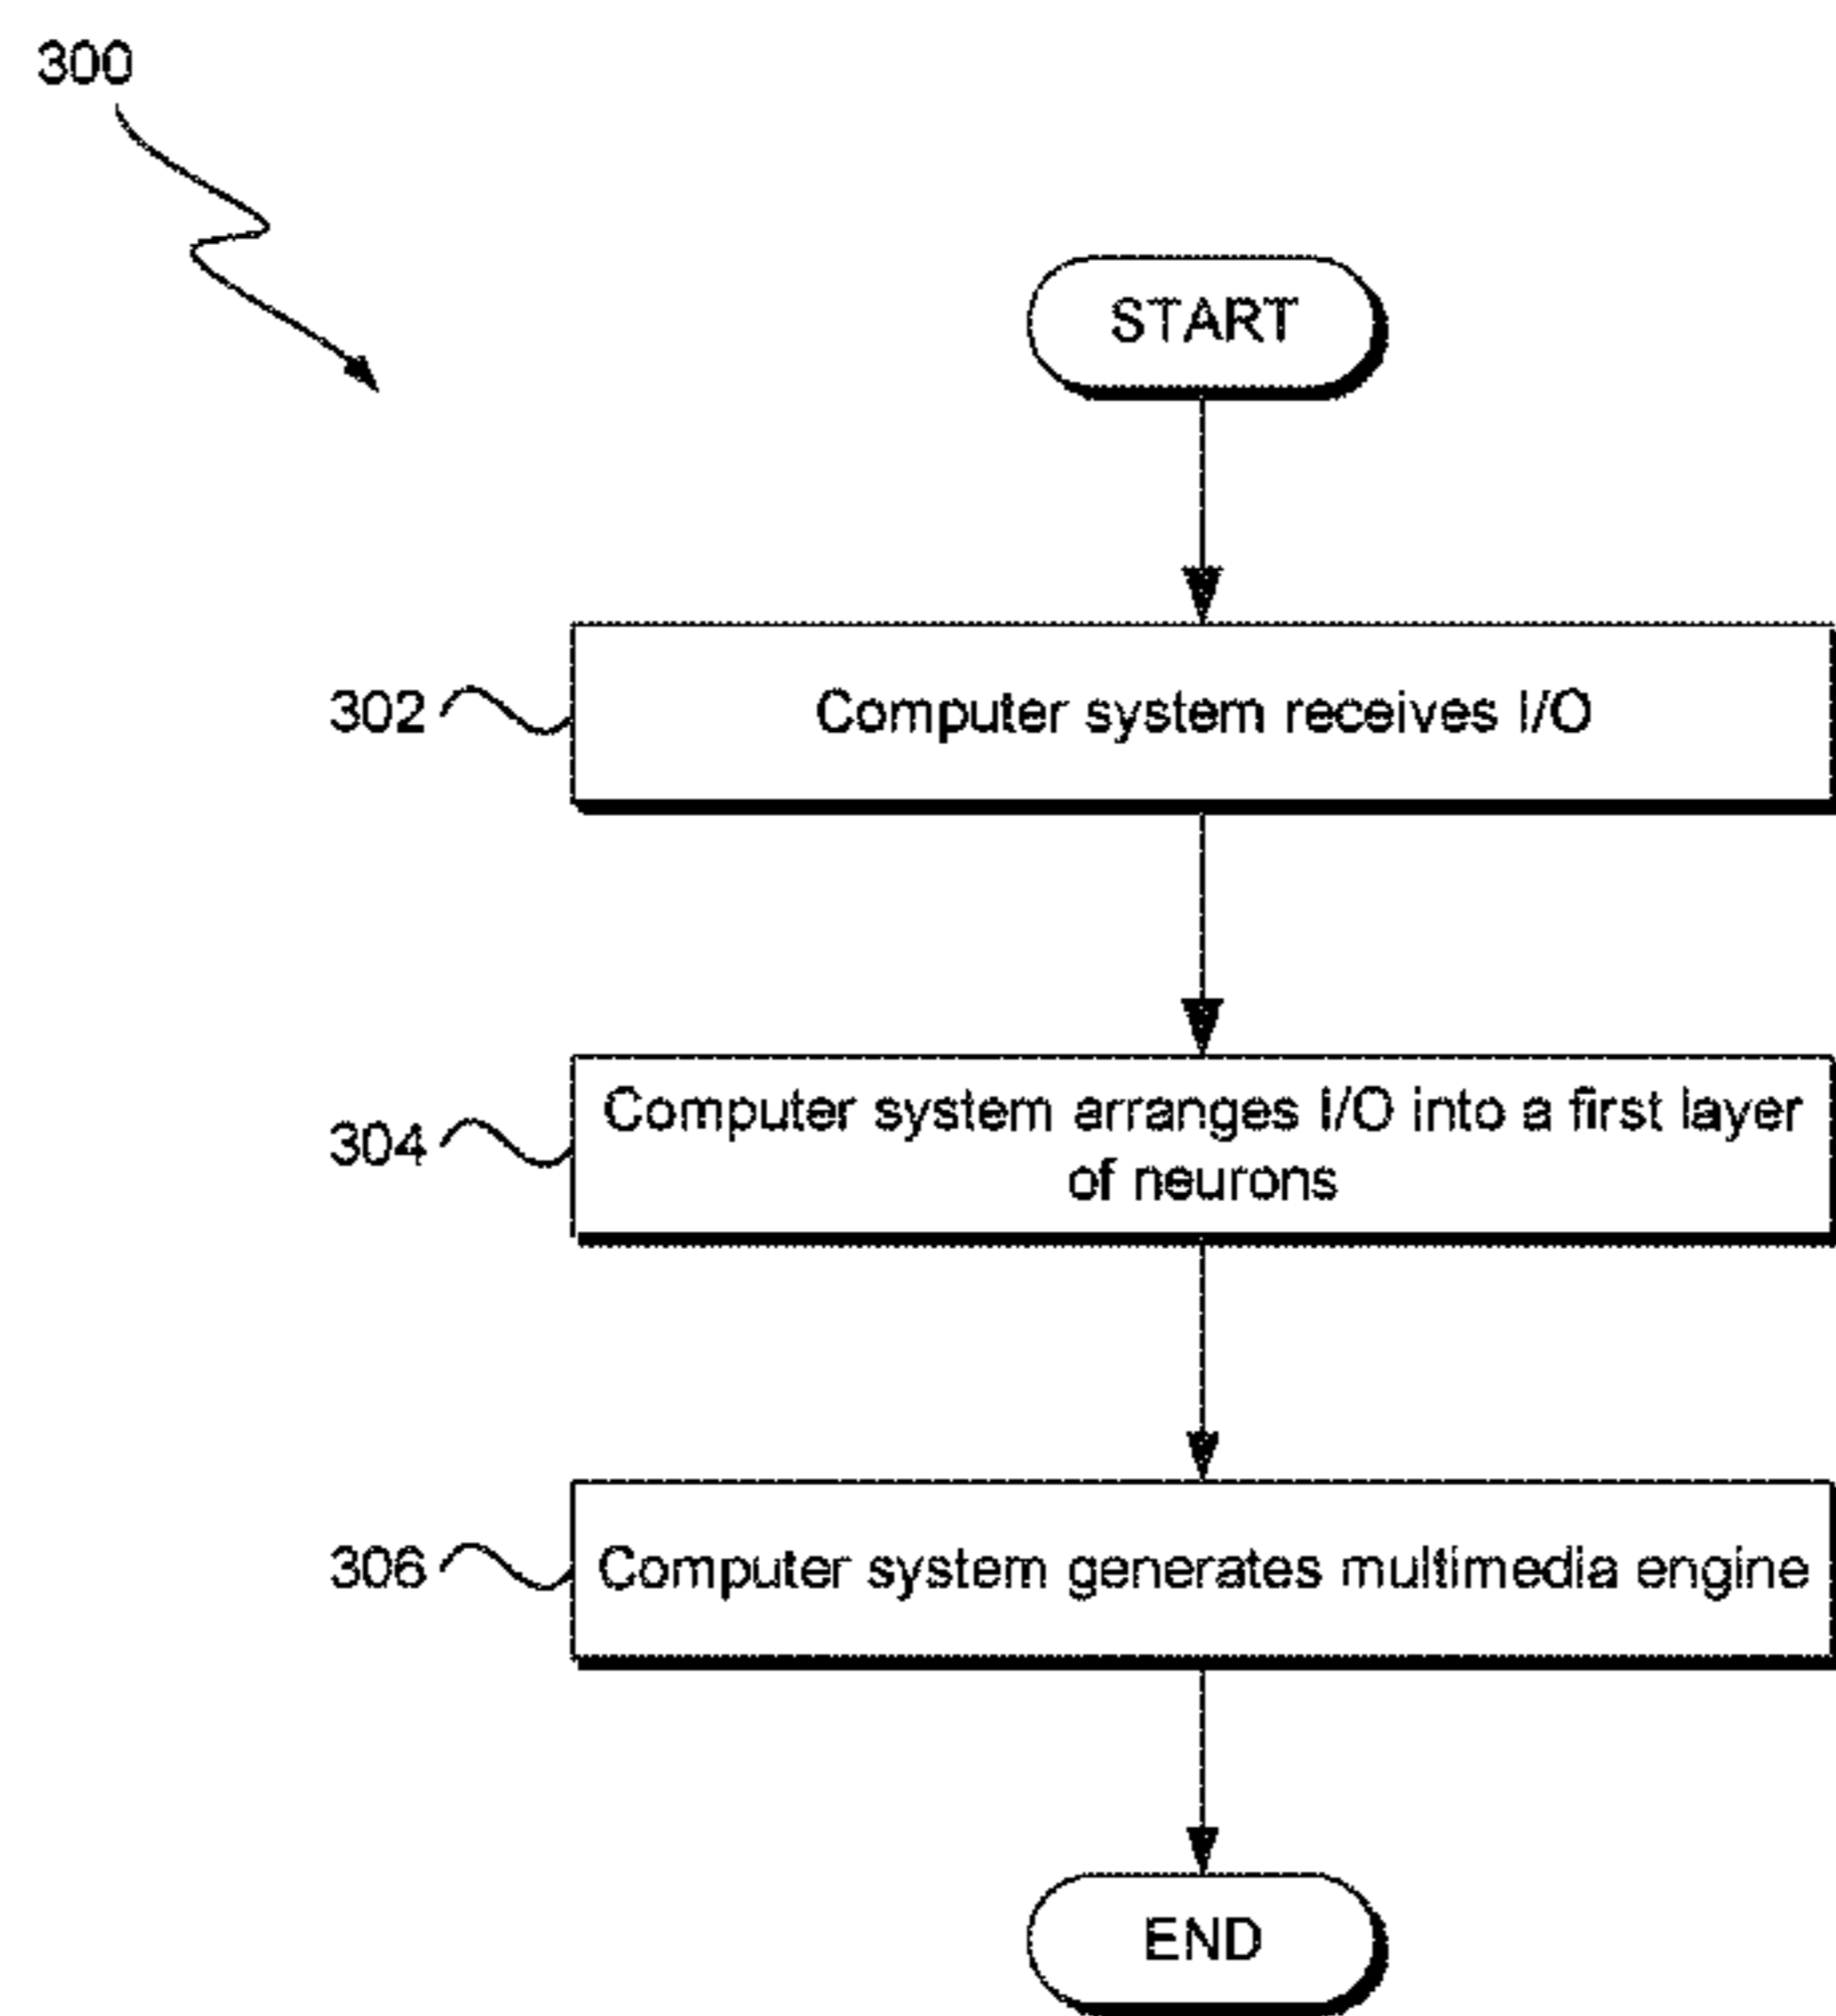 300
START
302
Computer system receives I/O
304
Computer system arranges I/O into a first layer
of neurons
306
Computer system generates multimedia engine
END